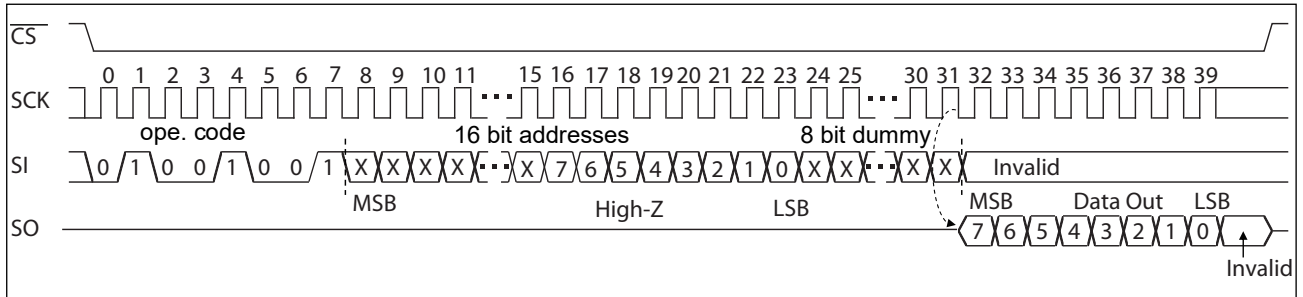 CS
0 1 2 3 4 5 6 7 8 9 10 11 15 16 17 18 19 20 21 22 23 24 25 30 31 32 33 34 35 36 37 38 39
SCK ... ...
ope. code 16 bit addresses 8 bit dummy
SI 0 1 0 0 1 0 0 1 X X X X ... X 7 6 5 4 3 2 1 0 X X ... X X Invalid
MSB High-Z LSB MSB Data Out LSB
SO 7 6 5 4 3 2 1 0
Invalid